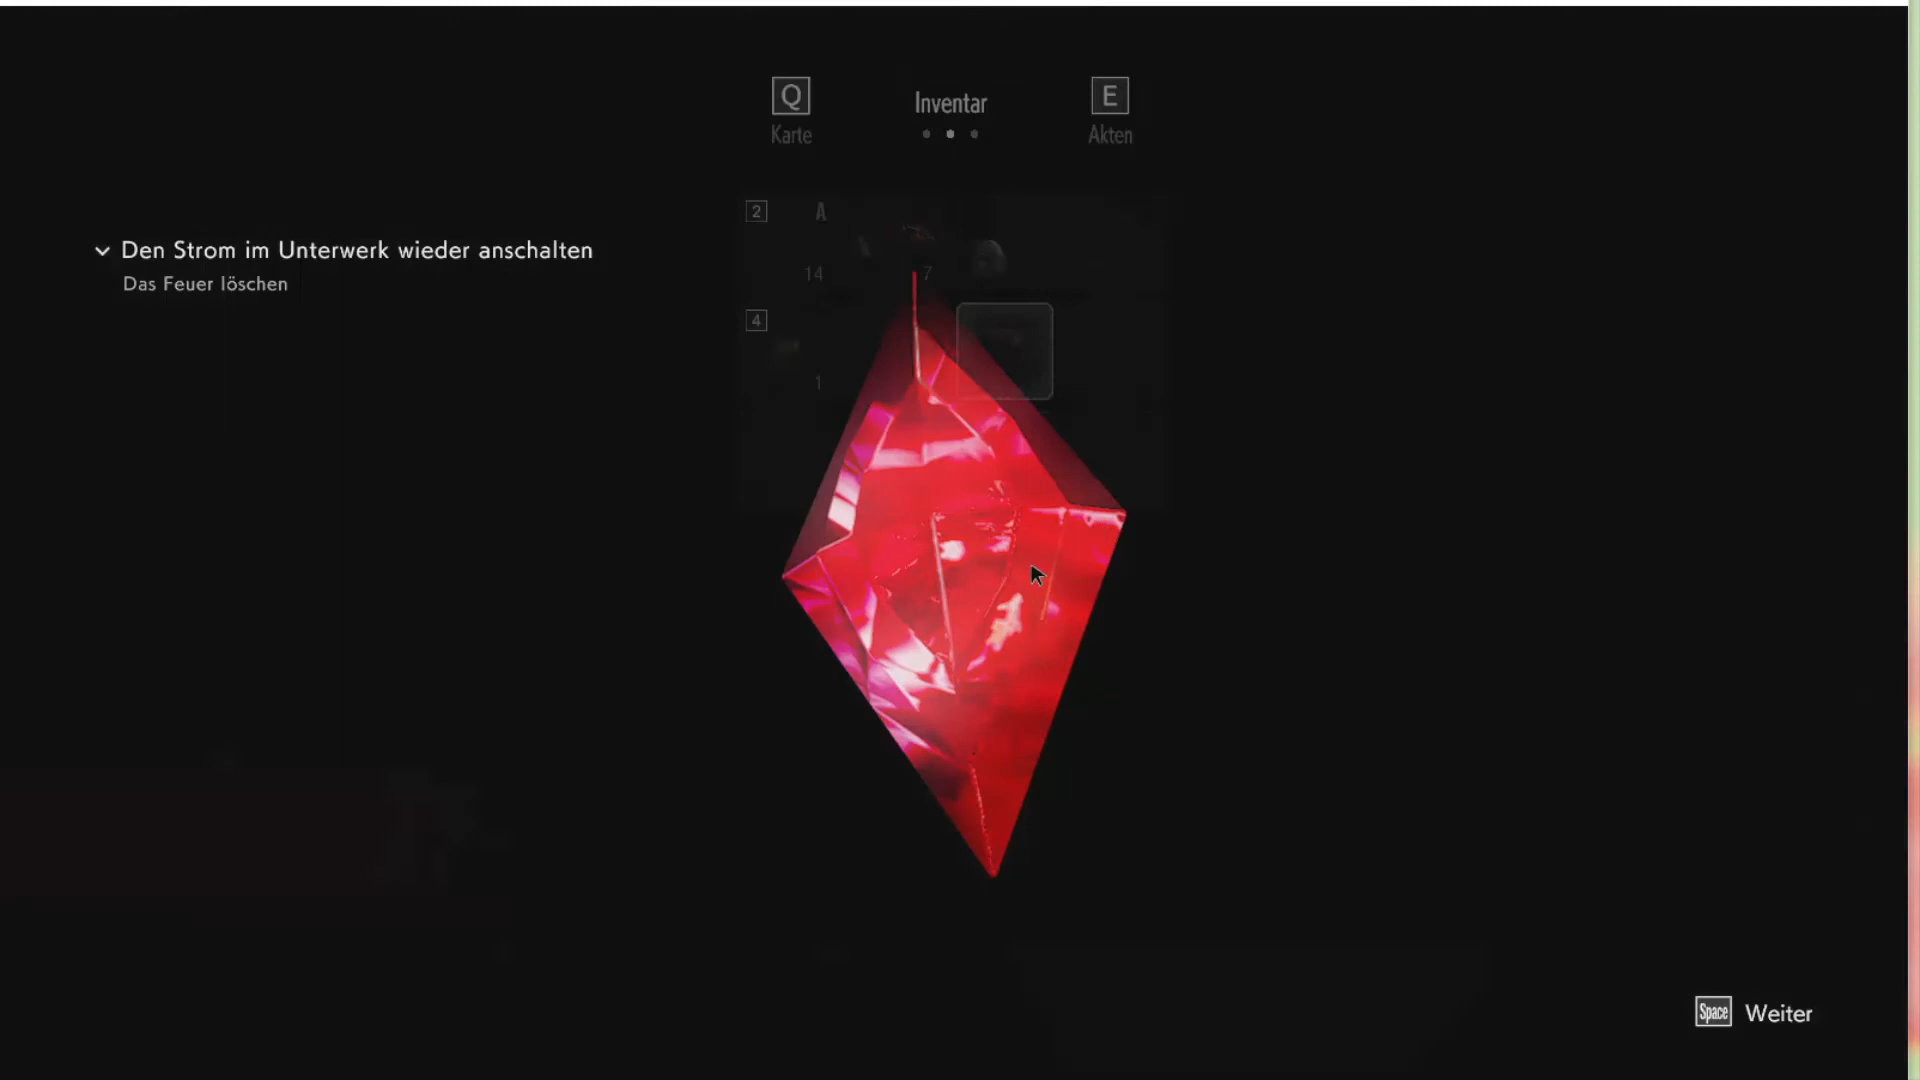 Q
Inventar
E
Karte
Akten
2
A
Den Strom im Unterwerk wieder anschalten
14
7
Das Feuer löschen
4
1
Space
Weiter